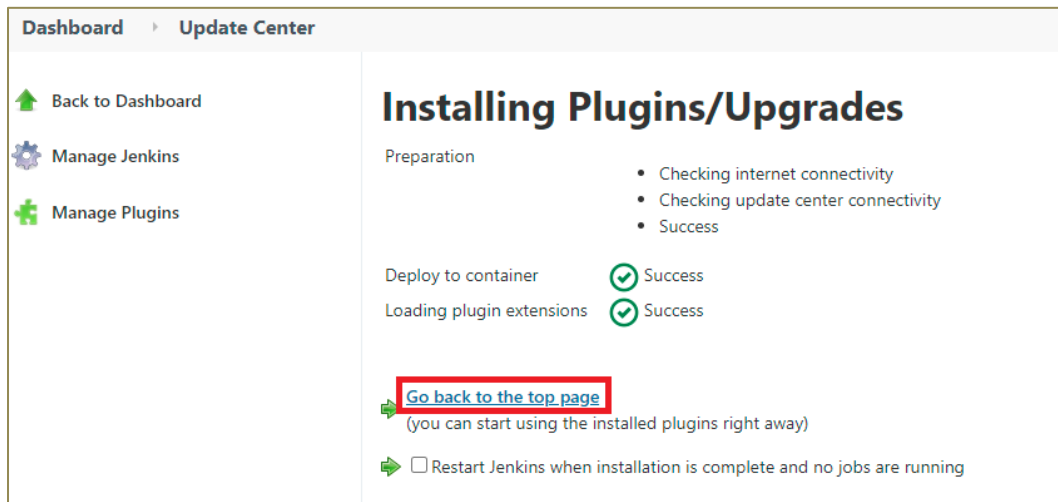 Dashboard Update Center
Back to Dashboard
Manage Jenkins
Manage Plugins
Installing Plugins/Upgrades
Preparation
Checking internet connectivity
Checking update center connectivity
Success
Deploy to container Success
Loading plugin extensions Success
Go back to the top page
(you can start using the installed plugins right away)
Restart Jenkins when installation is complete and no jobs are running